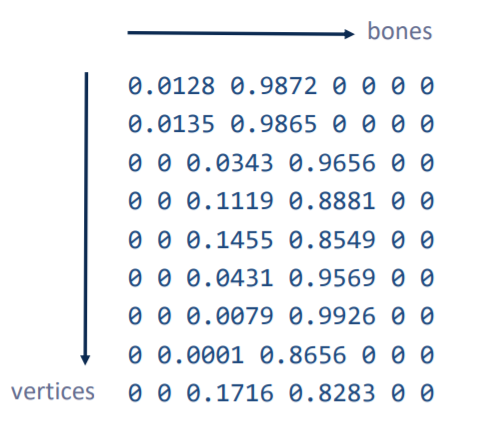 bones
0.0128 0.9872 0 0 0 0
0.0135 0.9865 0 0 0 0
0 0 0.0343 0.9656 0 0
0 0 0.1119 0.8881 0 0
0 0 0.1455 0.8549 0 0
0 0 0.0431 0.9569 0 0
0 0 0.0079 0.9926 0 0
0 0.0001 0.8656 0 0 0
vertices 0 0 0.1716 0.8283 0 0